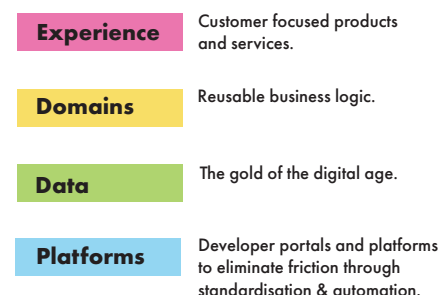 Experience
Customer focused products
and services.
Domains
Reusable business logic.
Data
The gold of the digital age.
Platforms
Developer portals and platforms
to eliminate friction through
standardisation & automation.